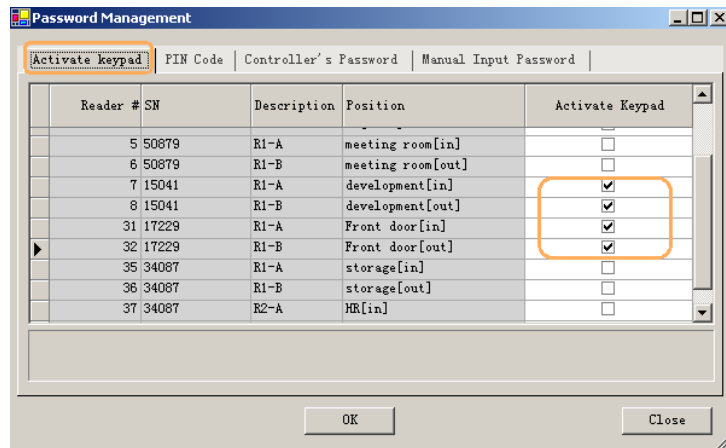 Password Management
Activate keypad PIN Code Controller's Password Manual Input Password
Reader # SN Description Position Activate Keypad
5 50879 R1-A meeting room[in]
6 50879 R1-B meeting room[out]
7 15041 R1-A development[in]
8 15041 R1-B development[out]
31 17229 R1-A Front door[in]
32 17229 R1-B Front door[out]
35 34087 R1-A storage[in]
36 34087 R1-B storage[out]
37 34087 R2-A HR[in]
OK Close